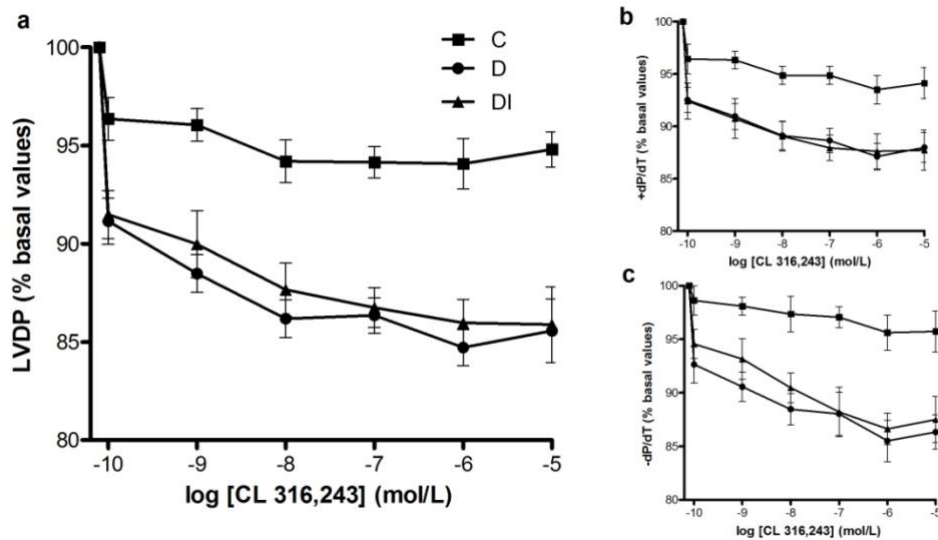 a
C
D
DI
LVDP (% basal values)
100
95
90
85
80
-10 -9 -8 -7 -6 -5
log [CL 316,243] (mol/L)
b
+dP/dT (% basal values)
100
95
90
85
80
-10 -9 -8 -7 -6 -5
log [CL 316,243] (mol/L)
c
-dP/dT (% basal values)
100
95
90
85
80
-10 -9 -8 -7 -6 -5
log [CL 316,243] (mol/L)